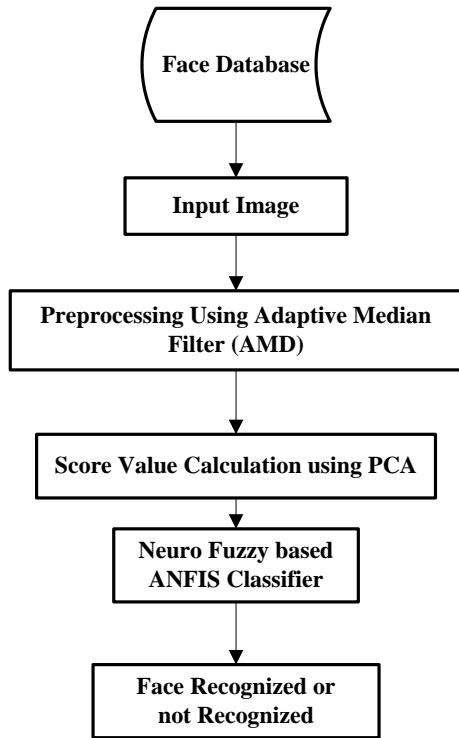 Face Database
Input Image
Preprocessing Using Adaptive Median
Filter (AMD)
Score Value Calculation using PCA
Neuro Fuzzy based
ANFIS Classifier
Face Recognized or
not Recognized